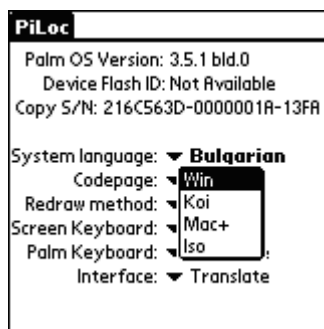 PiLoc
Palm OS Version: 3.5.1 bld.0
Device Flash ID: Not Available
Copy S/N: 216C563D-0000001A-13FA
System language: Bulgarian
Codepage: Win
Redraw method: Koi
Screen Keyboard: Mac+
Palm Keyboard: Iso
Interface: Translate